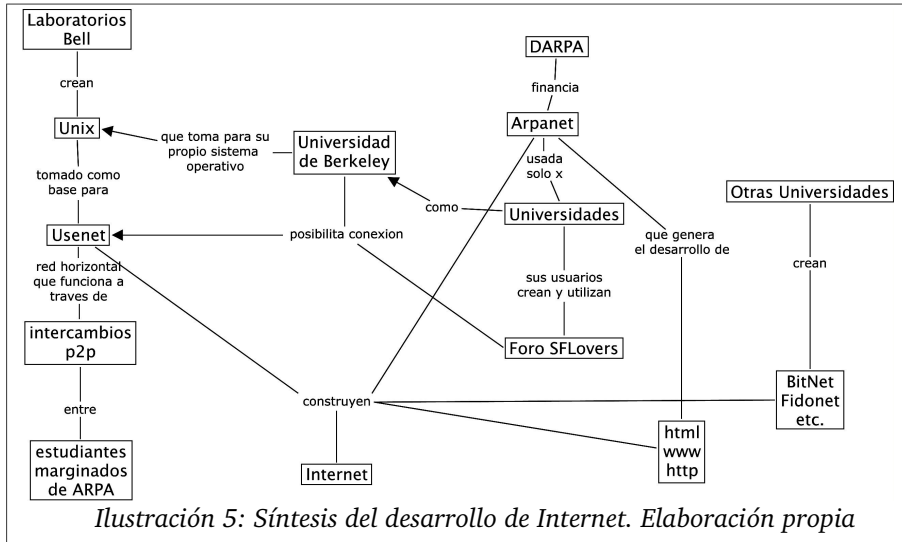 Laboratorios
Bell
crean
Unix
tomado como
base para
Usenet
red horizontal
que funciona a
traves de
intercambios
p2p
entre
estudiantes
marginados
de ARPA
que toma para su
propio sistema
operativo
Universidad
de Berkeley
posibilita conexion
como
DARPA
financia
Arpanet
usada
solo x
Universidades
sus usuarios
crean y utilizan
Foro SFLovers
que genera
el desarrollo de
html
www
http
Otras Universidades
crean
BitNet
Fidonet
etc.
construyen
Internet
Ilustración 5: Síntesis del desarrollo de Internet. Elaboración propia